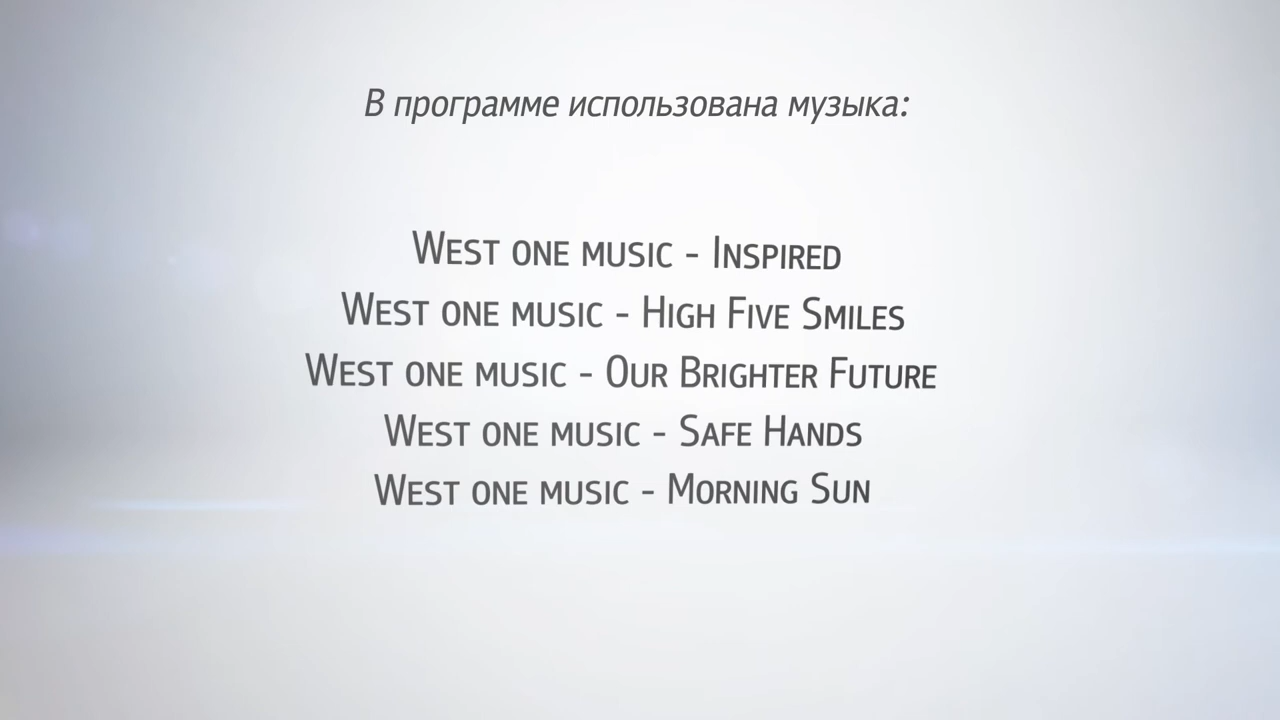 В программе использована музыка:
West one music - Inspired
West one music - High Five Smiles
West one music - Our Brighter Future
West one music - Safe Hands
West one music - Morning Sun